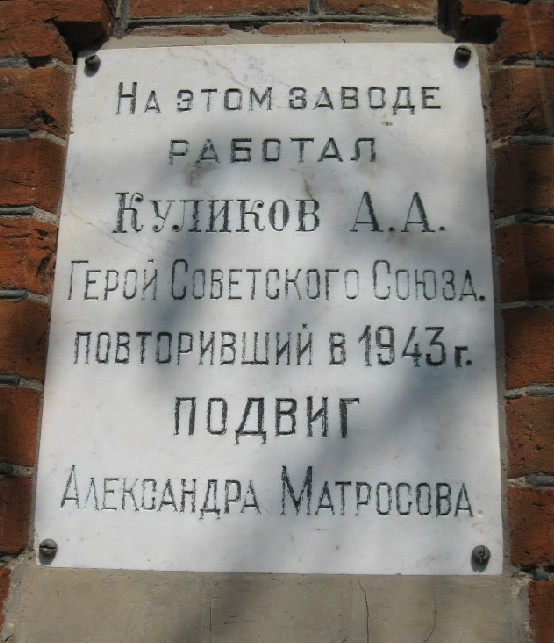 На этом заводе
работал
Куликов А.А.
Герой Советского Союза.
повторивший в 1943 г.
подвиг
Александра Матросова.